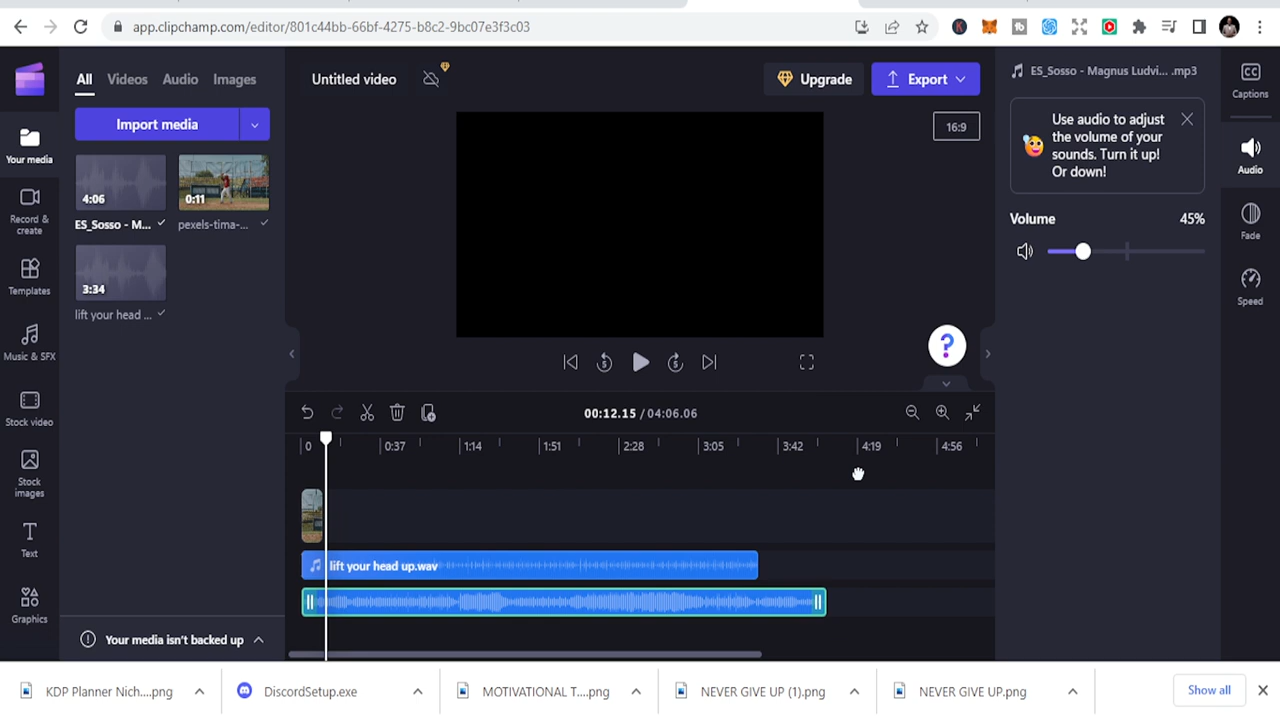 app.clipchamp.com/editor/801c44bb-66bf-4275-b8c2-9bc07e3f3c03
All Videos Audio Images
Import media
4:06
ES_Sosso - M...
0:11
pexels-tima-...
3:34
lift your head ...
Your media
Record &
create
Templates
Music & SFX
Stock video
Stock
images
Text
Graphics
Your media isn't backed up
Untitled video
Upgrade
Export
16:9
?
5
5
00:12.15 / 04:06.06
0 0:37 1:14 1:51 2:28 3:05 3:42 4:19 4:56
lift your head up.wav
ES_Sosso - Magnus Ludvi... .mp3
Use audio to adjust
the volume of your
sounds. Turn it up!
Or down!
Volume 45%
Captions
Audio
Fade
Speed
KDP Planner Nich....png
DiscordSetup.exe
MOTIVATIONAL T....png
NEVER GIVE UP (1).png
NEVER GIVE UP.png
Show all